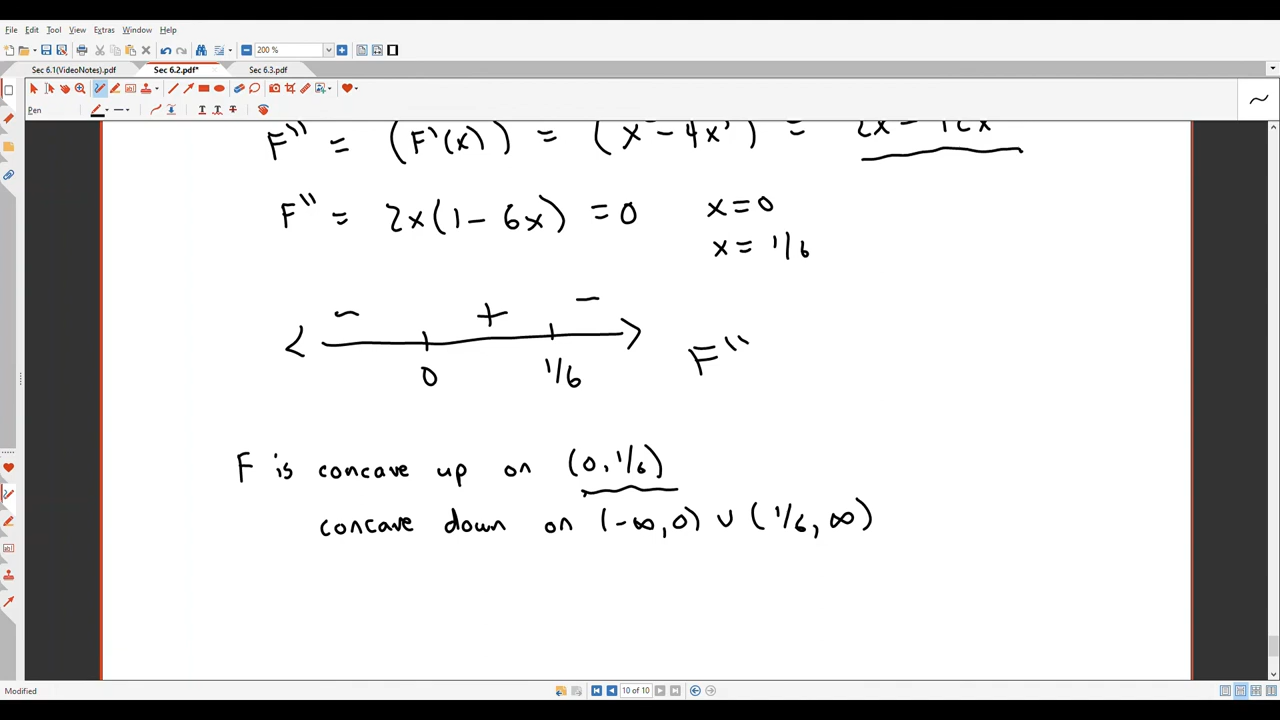 File Edit Tool View Extras Window Help
200 %
Sec 6.1(VideoNotes).pdf Sec 6.2.pdf* Sec 6.3.pdf
Pen
F'' = (F'(x))' =
F'' = 2x(1 - 6x) = 0 x = 0
x = 1/6
- + -
0 1/6 F''
F is concave up on (0, 1/6)
concave down on (-∞, 0) ∪ (1/6, ∞)
Modified 10 of 10